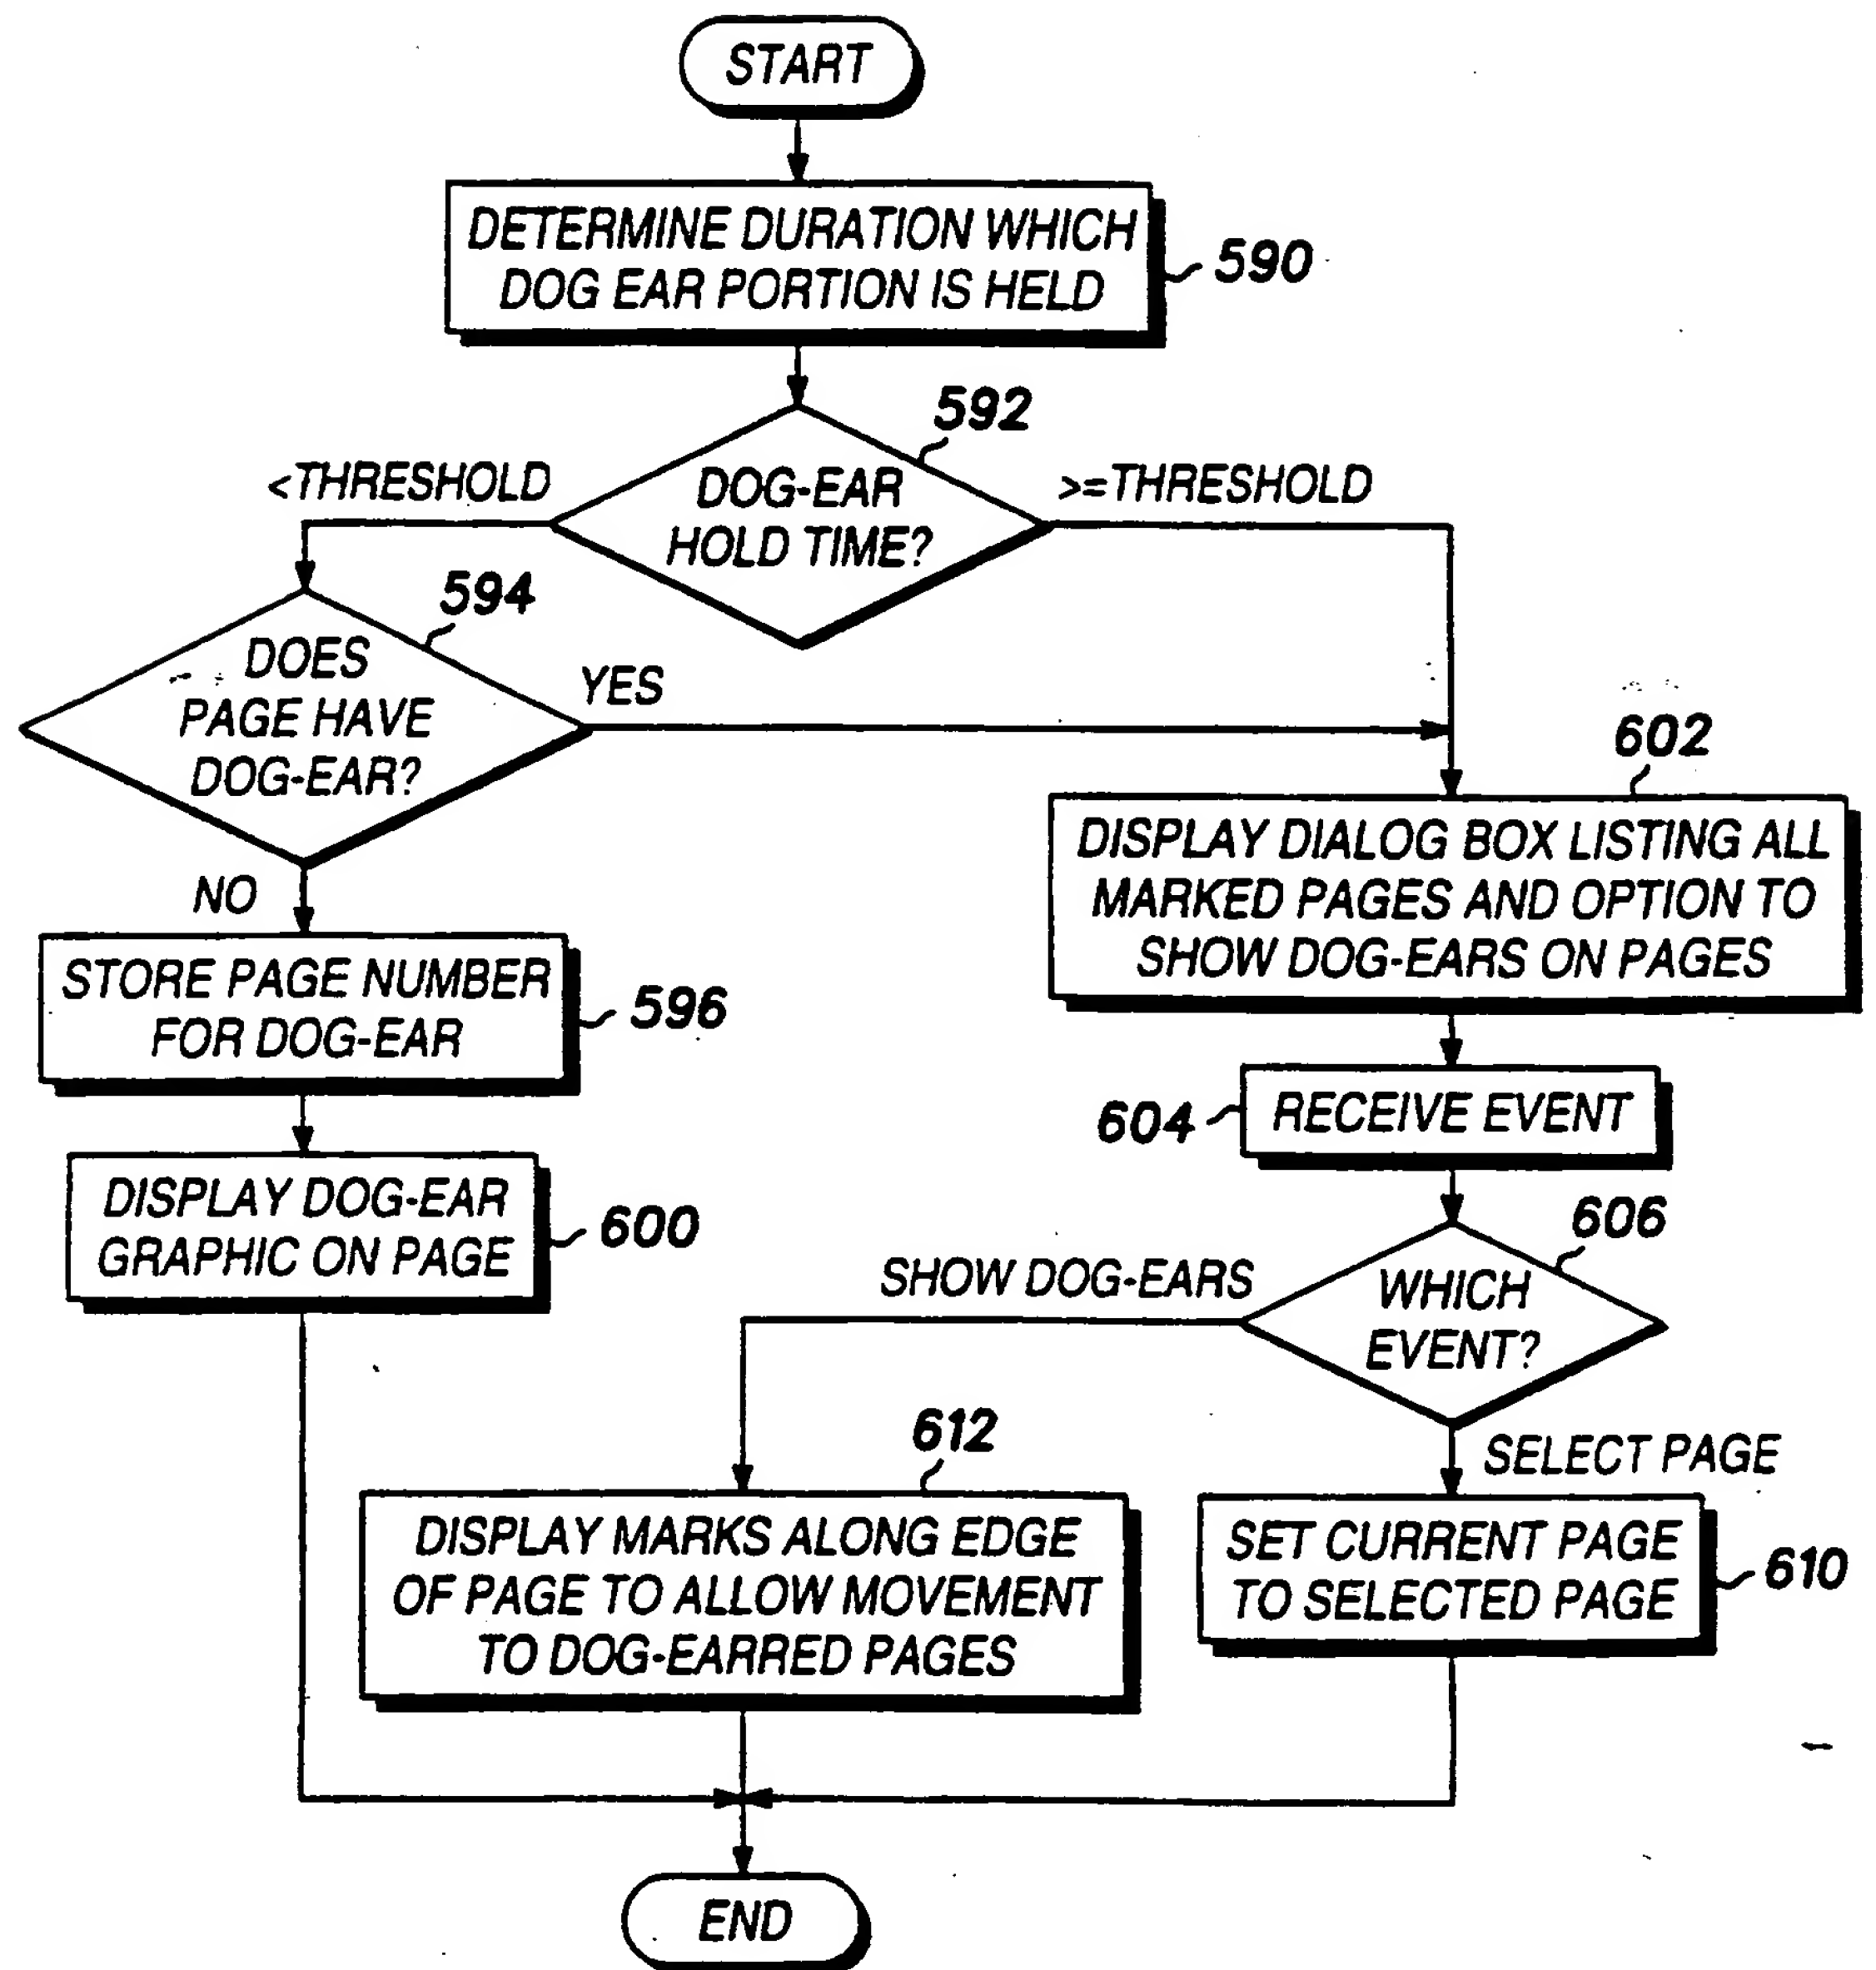 START
DETERMINE DURATION WHICH
DOG EAR PORTION IS HELD
590
592
<THRESHOLD
DOG-EAR
HOLD TIME?
>=THRESHOLD
594
DOES
PAGE HAVE
DOG-EAR?
YES
NO
602
DISPLAY DIALOG BOX LISTING ALL
MARKED PAGES AND OPTION TO
SHOW DOG-EARS ON PAGES
STORE PAGE NUMBER
FOR DOG-EAR
596
604
RECEIVE EVENT
DISPLAY DOG-EAR
GRAPHIC ON PAGE
600
606
SHOW DOG-EARS
WHICH
EVENT?
612
SELECT PAGE
DISPLAY MARKS ALONG EDGE
OF PAGE TO ALLOW MOVEMENT
TO DOG-EARRED PAGES
SET CURRENT PAGE
TO SELECTED PAGE
610
END